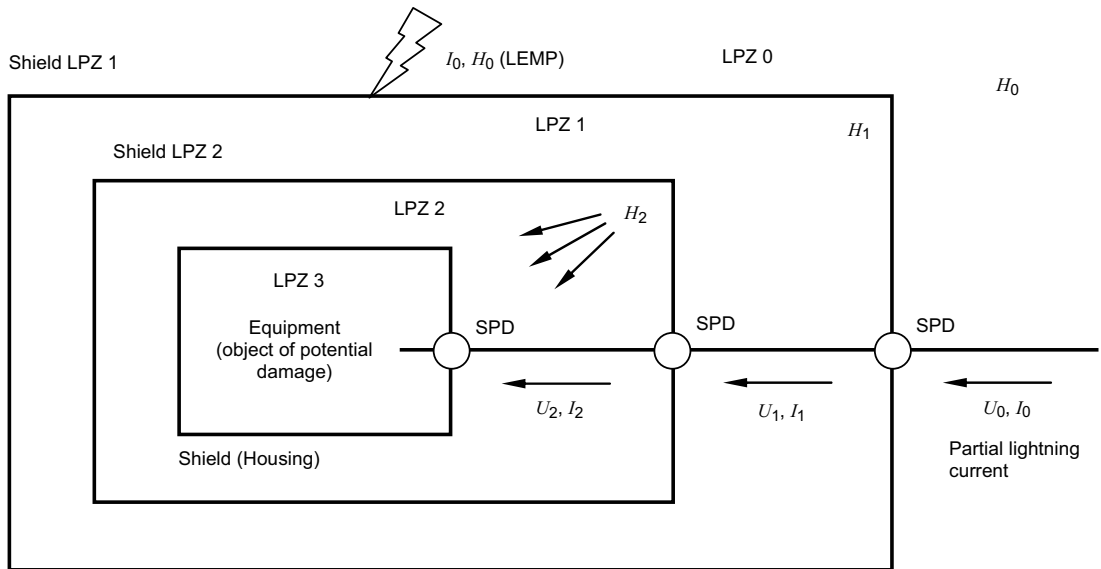 Shield LPZ 1
I0, H0 (LEMP)
LPZ 0
H0
LPZ 1
H1
Shield LPZ 2
LPZ 2
H2
LPZ 3
Equipment
(object of potential
damage)
SPD
SPD
SPD
U2, I2
U1, I1
U0, I0
Shield (Housing)
Partial lightning
current